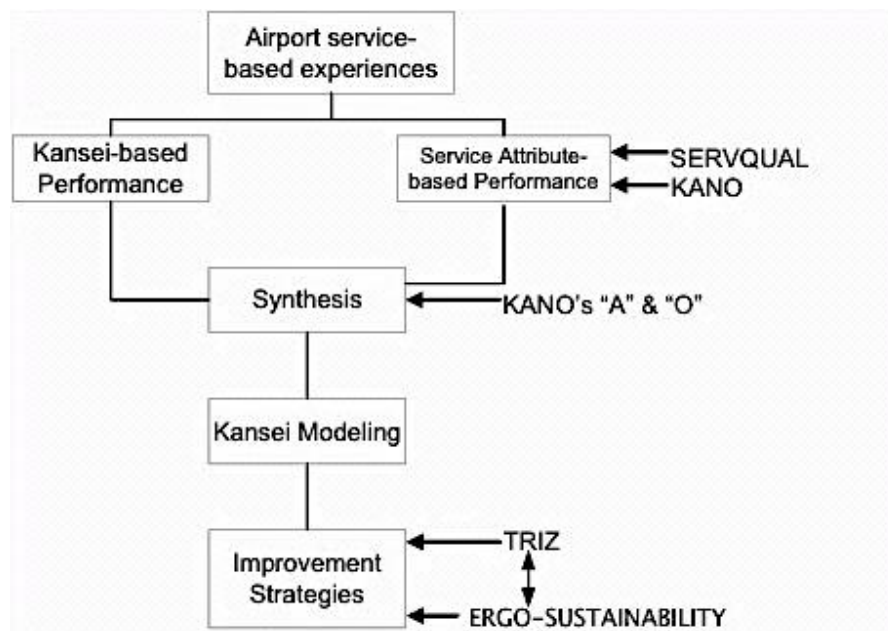 Airport service-
based experiences
Kansei-based
Performance
Service Attribute-
based Performance
SERVQUAL
KANO
Synthesis
KANO's "A" & "O"
Kansei Modeling
Improvement
Strategies
TRIZ
ERGO-SUSTAINABILITY